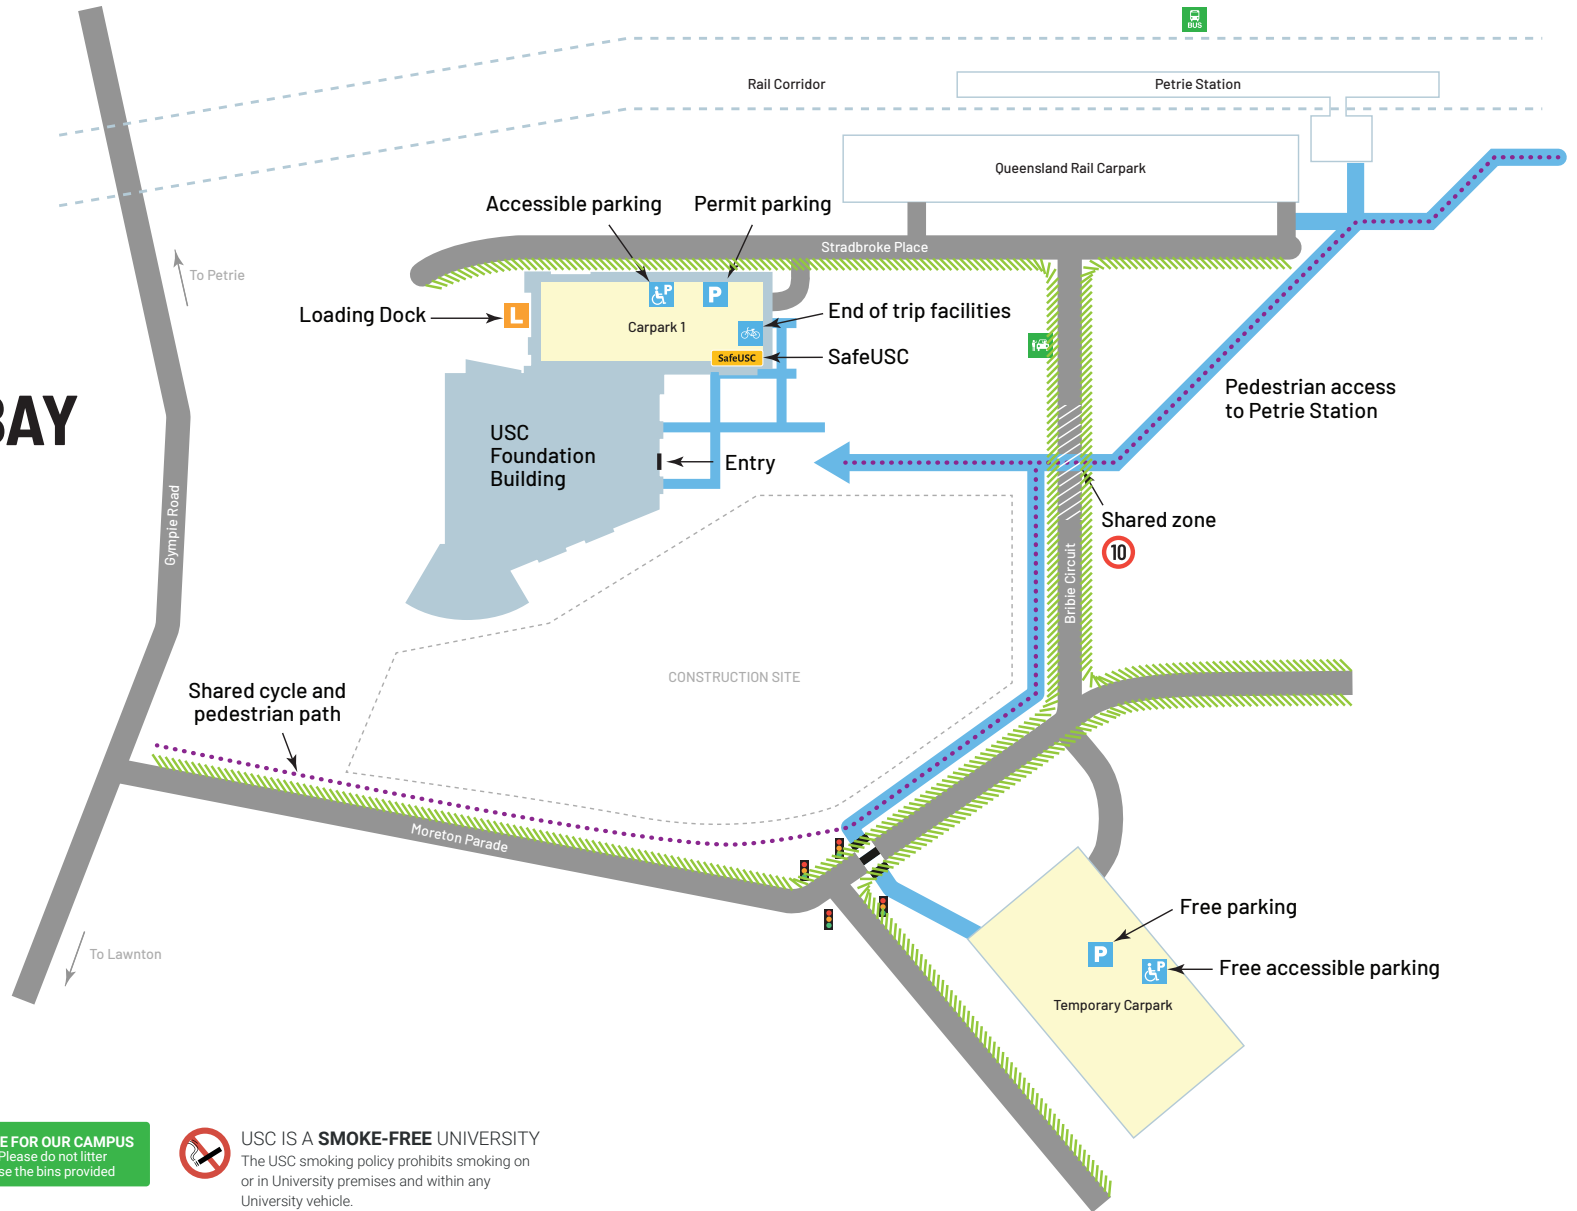 BUS
Rail Corridor
Petrie Station
Queensland Rail Carpark
Accessible parking
Permit parking
Stradbroke Place
To Petrie
P
P
Loading Dock
L
Carpark 1
End of trip facilities
SafeUSC
SafeUSC
Pedestrian access
to Petrie Station
BAY
USC
Foundation
Building
Entry
Gympie Road
Shared zone
10
Bribie Circuit
CONSTRUCTION SITE
Shared cycle and
pedestrian path
Moreton Parade
Free parking
P
P
Free accessible parking
To Lawnton
Temporary Carpark
E FOR OUR CAMPUS
Please do not litter
se the bins provided
USC IS A SMOKE-FREE UNIVERSITY
The USC smoking policy prohibits smoking on
or in University premises and within any
University vehicle.